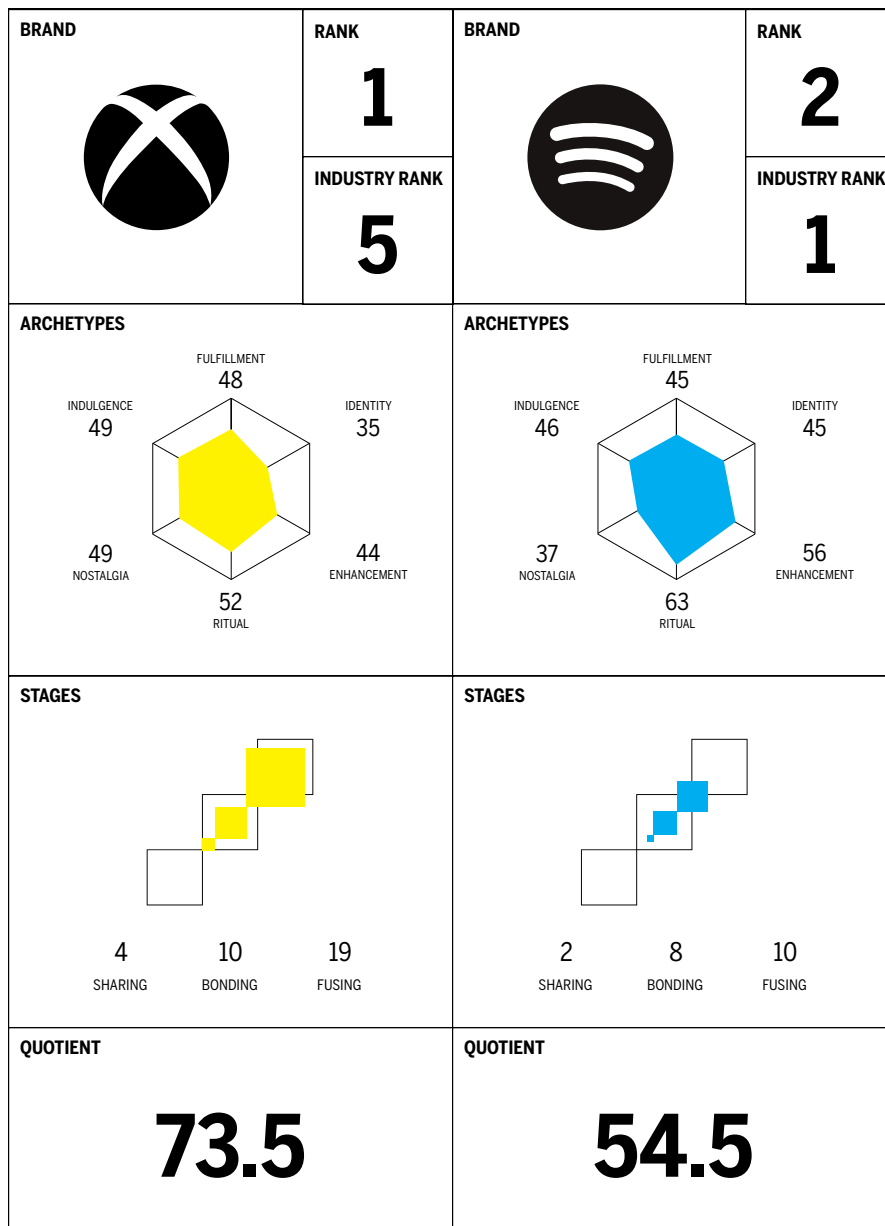 BRAND
RANK
1
INDUSTRY RANK
5
BRAND
RANK
2
INDUSTRY RANK
1
ARCHETYPES
FULFILLMENT
48
INDULGENCE
49
IDENTITY
35
49
NOSTALGIA
44
ENHANCEMENT
52
RITUAL
ARCHETYPES
FULFILLMENT
45
INDULGENCE
46
IDENTITY
45
37
NOSTALGIA
56
ENHANCEMENT
63
RITUAL
STAGES
4 10 19
SHARING BONDING FUSING
STAGES
2 8 10
SHARING BONDING FUSING
QUOTIENT
73.5
QUOTIENT
54.5